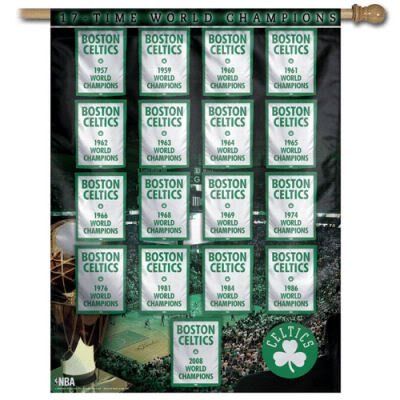 17-TIME WORLD CHAMPIONS
BOSTON
CELTICS
1957
WORLD
CHAMPIONS
BOSTON
CELTICS
1959
WORLD
CHAMPIONS
BOSTON
CELTICS
1960
WORLD
CHAMPIONS
BOSTON
CELTICS
1961
WORLD
CHAMPIONS
BOSTON
CELTICS
1962
WORLD
CHAMPIONS
BOSTON
CELTICS
1963
WORLD
CHAMPIONS
BOSTON
CELTICS
1964
WORLD
CHAMPIONS
BOSTON
CELTICS
1965
WORLD
CHAMPIONS
BOSTON
CELTICS
1966
WORLD
CHAMPIONS
BOSTON
CELTICS
1968
WORLD
CHAMPIONS
BOSTON
CELTICS
1969
WORLD
CHAMPIONS
BOSTON
CELTICS
1974
WORLD
CHAMPIONS
BOSTON
CELTICS
1976
WORLD
CHAMPIONS
BOSTON
CELTICS
1981
WORLD
CHAMPIONS
BOSTON
CELTICS
1984
WORLD
CHAMPIONS
BOSTON
CELTICS
1986
WORLD
CHAMPIONS
BOSTON
CELTICS
2008
WORLD
CHAMPIONS
CELTICS
NBA